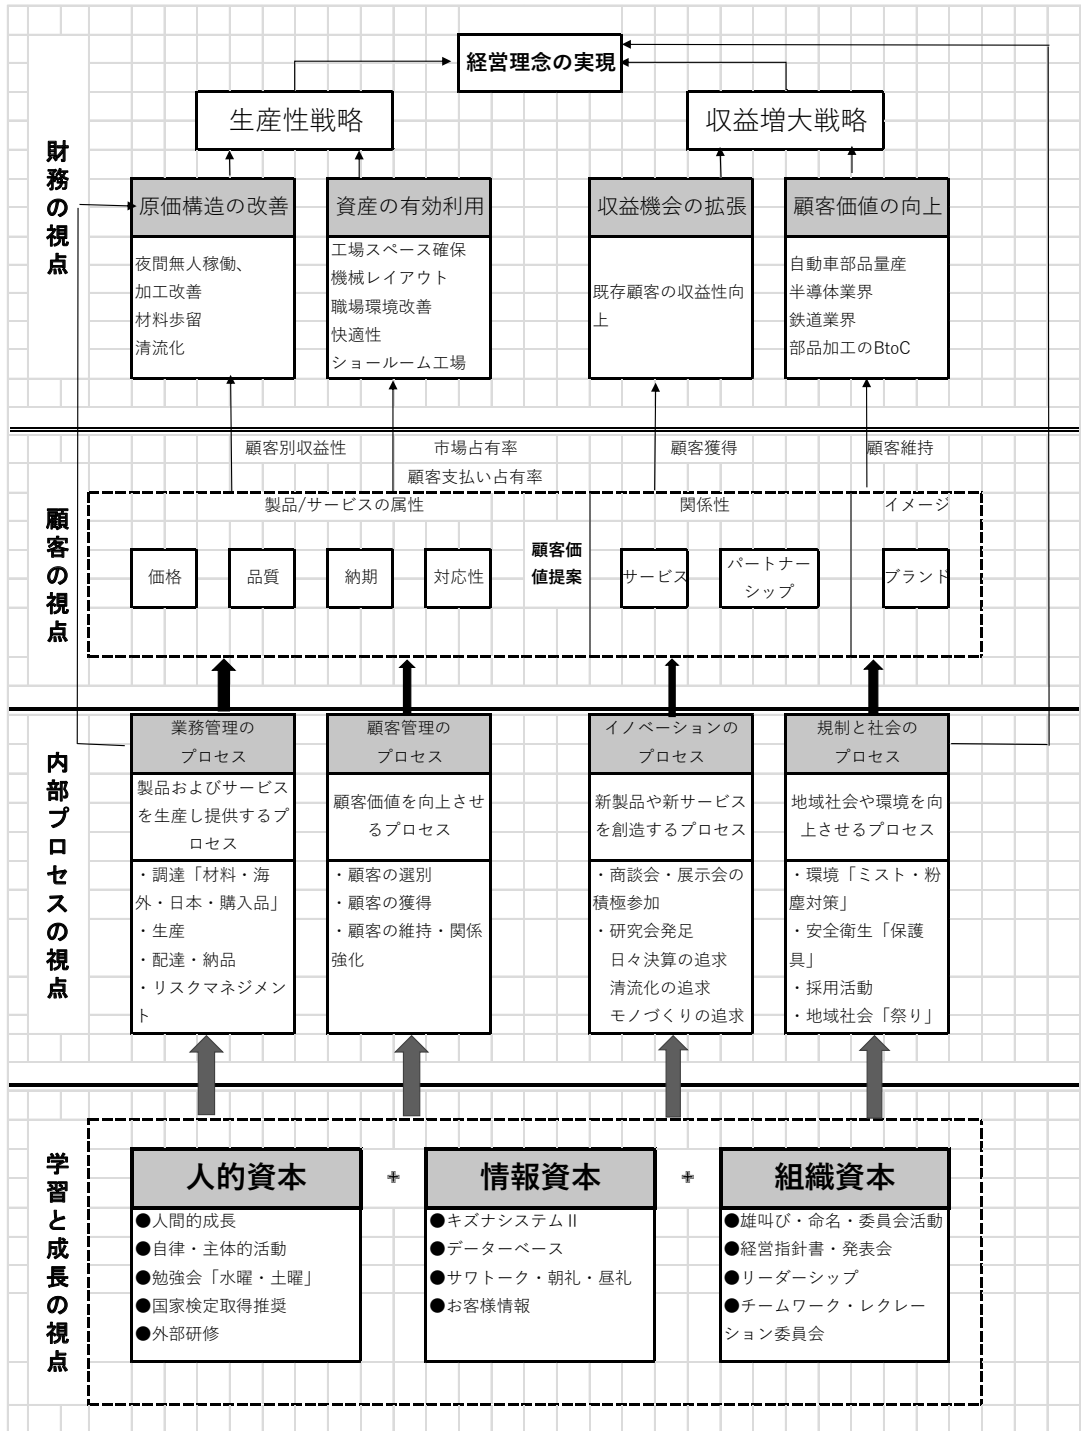 経営理念の実現
生産性戦略
収益増大戦略
財務の視点
原価構造の改善
夜間無人稼働、
加工改善
材料歩留
清流化
資産の有効利用
工場スペース確保
機械レイアウト
職場環境改善
快適性
ショールーム工場
収益機会の拡張
既存顧客の収益性向
上
顧客価値の向上
自動車部品量産
半導体業界
鉄道業界
部品加工のBtoC
顧客の視点
顧客別収益性
市場占有率
顧客支払い占有率
顧客獲得
顧客維持
製品/サービスの属性
関係性
イメージ
価格
品質
納期
対応性
顧客価
値提案
サービス
パートナー
シップ
ブランド
内部プロセスの視点
業務管理の
プロセス
製品およびサービス
を生産し提供するプ
ロセス
・調達「材料・海
外・日本・購入品」
・生産
・配達・納品
・リスクマネジメン
ト
顧客管理の
プロセス
顧客価値を向上させ
るプロセス
・顧客の選別
・顧客の獲得
・顧客の維持・関係
強化
イノベーションの
プロセス
新製品や新サービス
を創造するプロセス
・商談会・展示会の
積極参加
・研究会発足
日々決算の追求
清流化の追求
モノづくりの追求
規制と社会の
プロセス
地域社会や環境を向
上させるプロセス
・環境「ミスト・粉
塵対策」
・安全衛生「保護
具」
・採用活動
・地域社会「祭り」
学習と成長の視点
人的資本
●人間的成長
●自律・主体的活動
●勉強会「水曜・土曜」
●国家検定取得推奨
●外部研修
+
情報資本
●キズナシステムⅡ
●データーベース
●サワトーク・朝礼・昼礼
●お客様情報
+
組織資本
●雄叫び・命名・委員会活動
●経営指針書・発表会
●リーダーシップ
●チームワーク・レクレー
ション委員会